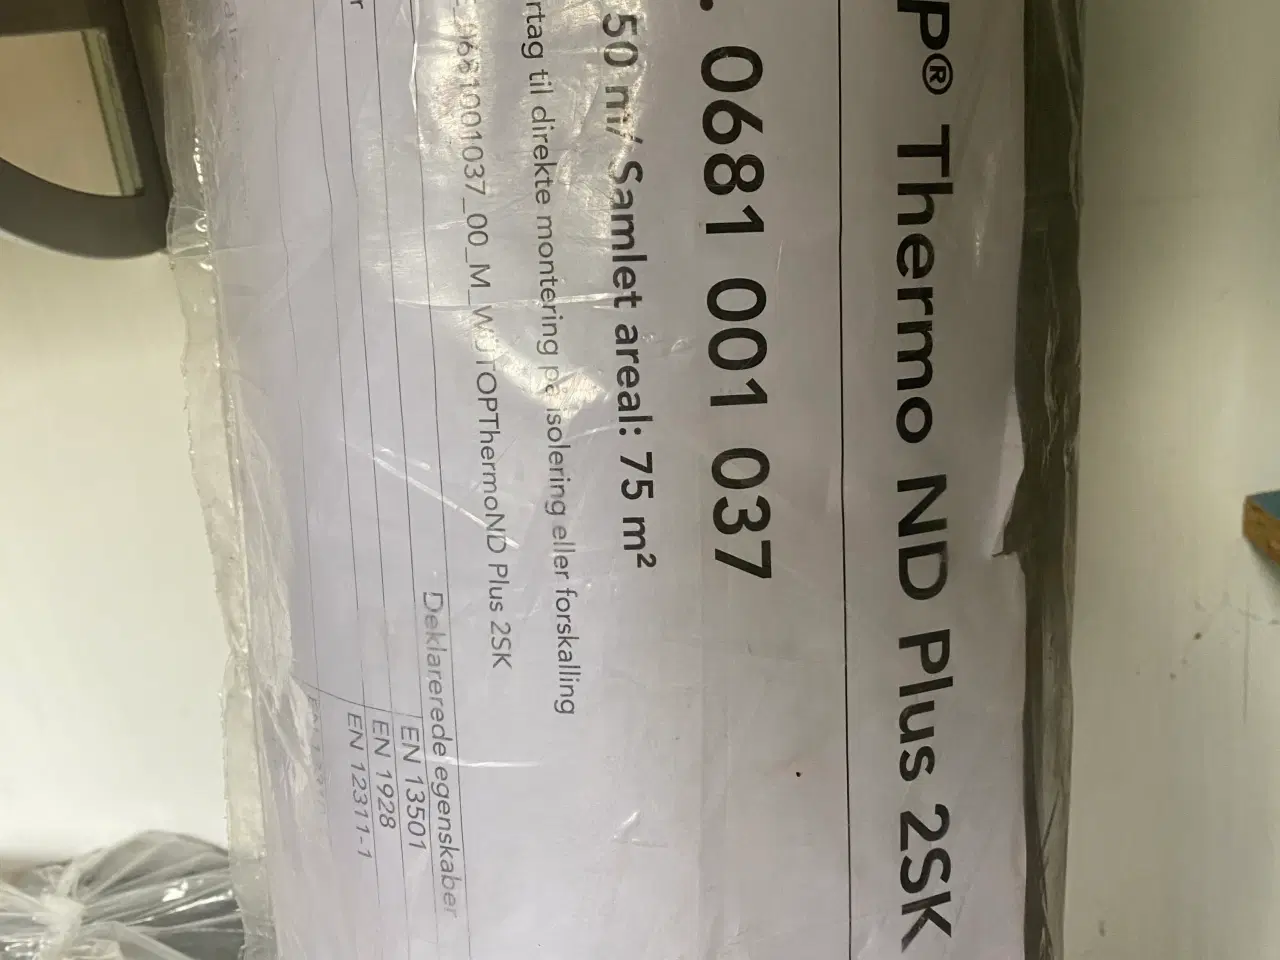 P® Thermo ND Plus 2SK
. 0681 001 037
50 m/ Samlet areal: 75 m²
rtag til direkte montering på isolering eller forskalling
0681001037_00_M_WÜTOPThermoND Plus 2SK
Deklarerede egenskaber
EN 13501
r EN 1928
EN 12311-1